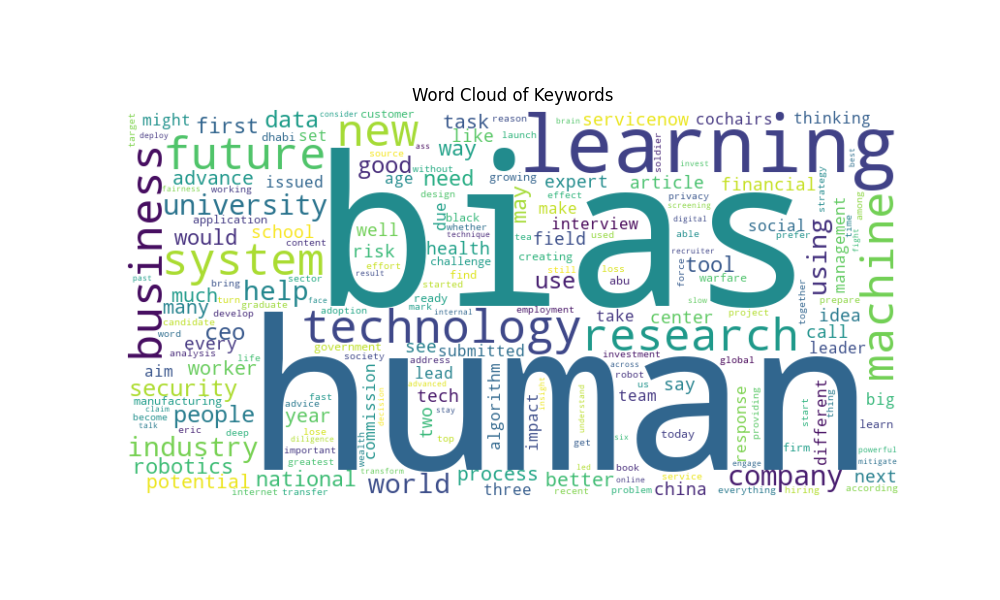 Word Cloud of Keywords
target
might
first
data
consider
customer
new
task
reason
learning
servicenow
cochairs
thinking
dhabi
set
source
ass
like
launch
brain
soldier
deploy
future
good
without
way
growing
invest
best
advance
issued
age
need
expert
article
financial
strategy
among
fairness
working
design
effect
privacy
university
due
may
make
screening
application
black
interview
used
digital
social
time
fight
business
would
school
well
whether
technique
field
able
prefer
using
management
machine
content
risk
health
tea
creating
system
effort
challenge
find
still
loss
recruiter
tool
past
sector
result
started
use
abu
force
warfare
together
bias
bring
help
much
turn
graduate
face
ready
slow
prepare
many
develop
adoption
mark
internal
employment
take
center
project
idea
candidate
ceo
technology
research
call
word
every
government
see
submitted
leader
analysis
life
society
address
investment
global
aim
worker
lead
across
us
say
robot
security
commission
advanced
tech
team
human
manufacturing
advice
fast
decision
insight
understand
claim
become
people
year
stay
two
algorithm
impact
response
providing
start
thing
different
big
learn
talk
eric
deep
lose
diligence
top
six
today
industry
important
wealth
get
firm
powerful
robotics
greatest
transform
process
led
book
engage
mitigate
potential
national
world
better
online
service
company
next
internet
transfer
three
recent
problem
china
everything
hiring
according